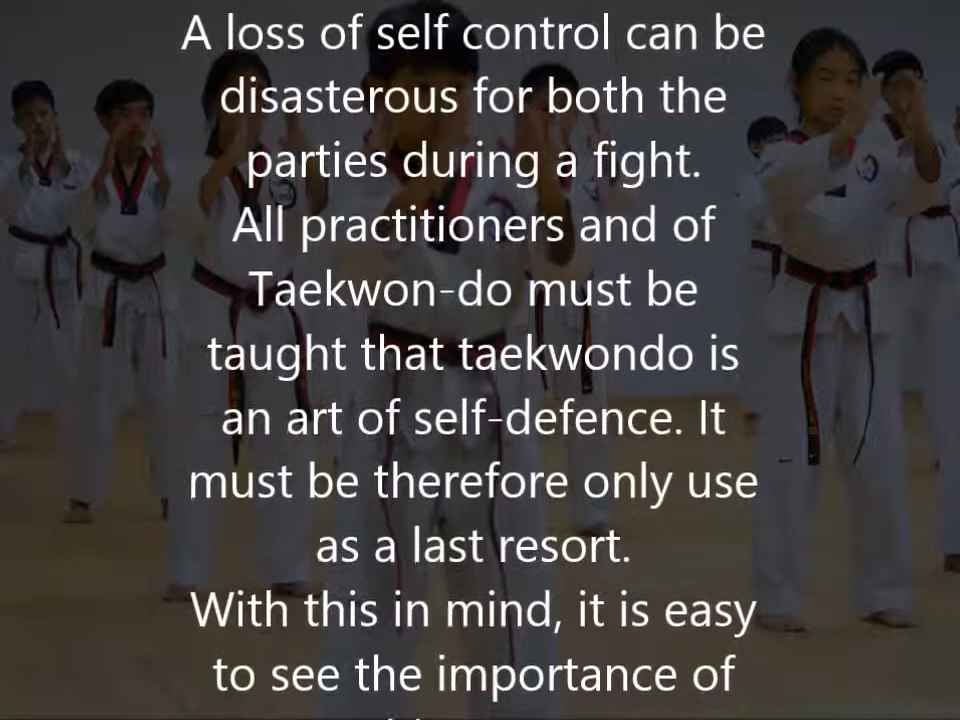 A loss of self control can be
disasterous for both the
parties during a fight.
All practitioners and of
Taekwon-do must be
taught that taekwondo is
an art of self-defence. It
must be therefore only use
as a last resort.
With this in mind, it is easy
to see the importance of